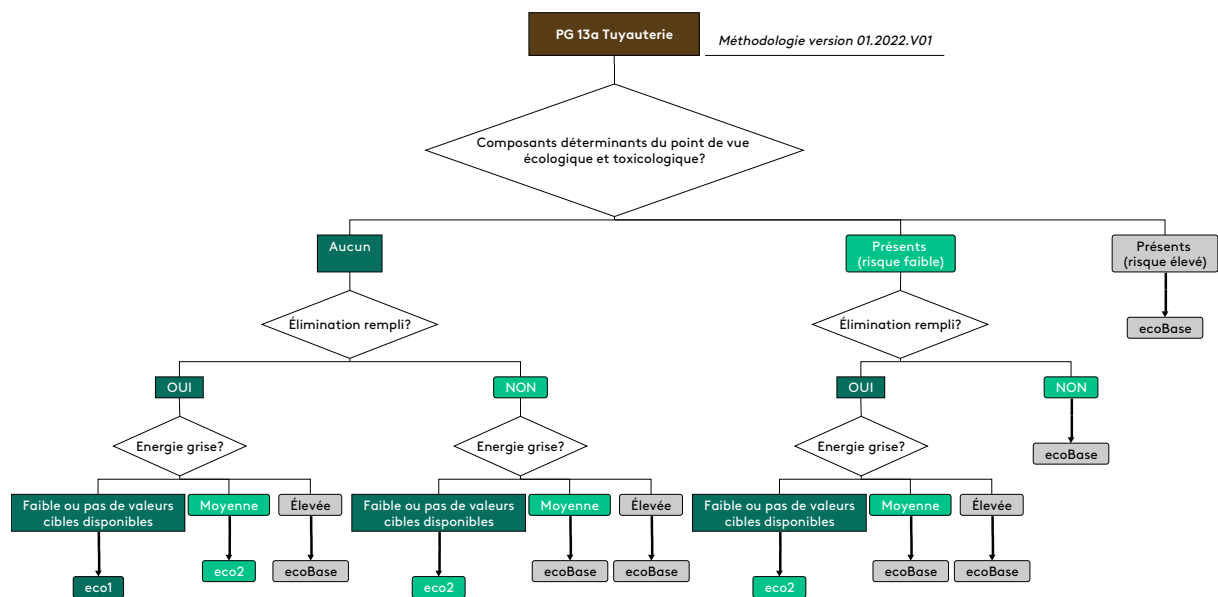 PG 13a Tuyauterie
Méthodologie version 01.2022.V01
Composants déterminants du point de vue
écologique et toxicologique?
Aucun
Présents
(risque faible)
Présents
(risque élevé)
ecoBase
Élimination rempli?
Élimination rempli?
OUI
NON
OUI
NON
ecoBase
Energie grise?
Energie grise?
Energie grise?
Faible ou pas de valeurs
cibles disponibles
Moyenne
Élevée
Faible ou pas de valeurs
cibles disponibles
Moyenne
Élevée
Faible ou pas de valeurs
cibles disponibles
Moyenne
Élevée
eco1
eco2
ecoBase
eco2
ecoBase
ecoBase
eco2
ecoBase
ecoBase